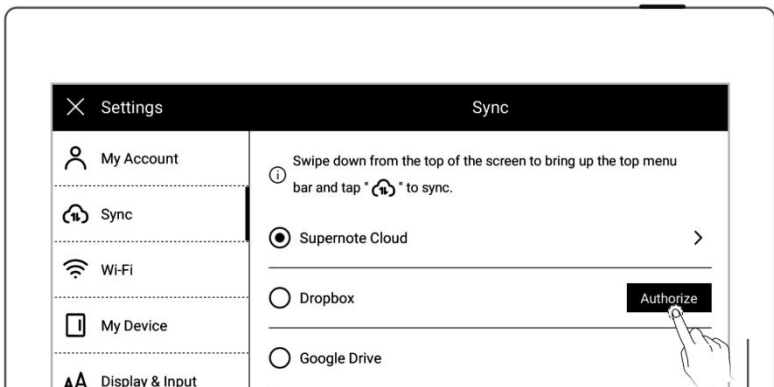 Settings
Sync
My Account
Sync
Wi-Fi
My Device
Display & Input
Swipe down from the top of the screen to bring up the top menu
bar and tap " " to sync.
Supernote Cloud
Dropbox
Authorize
Google Drive